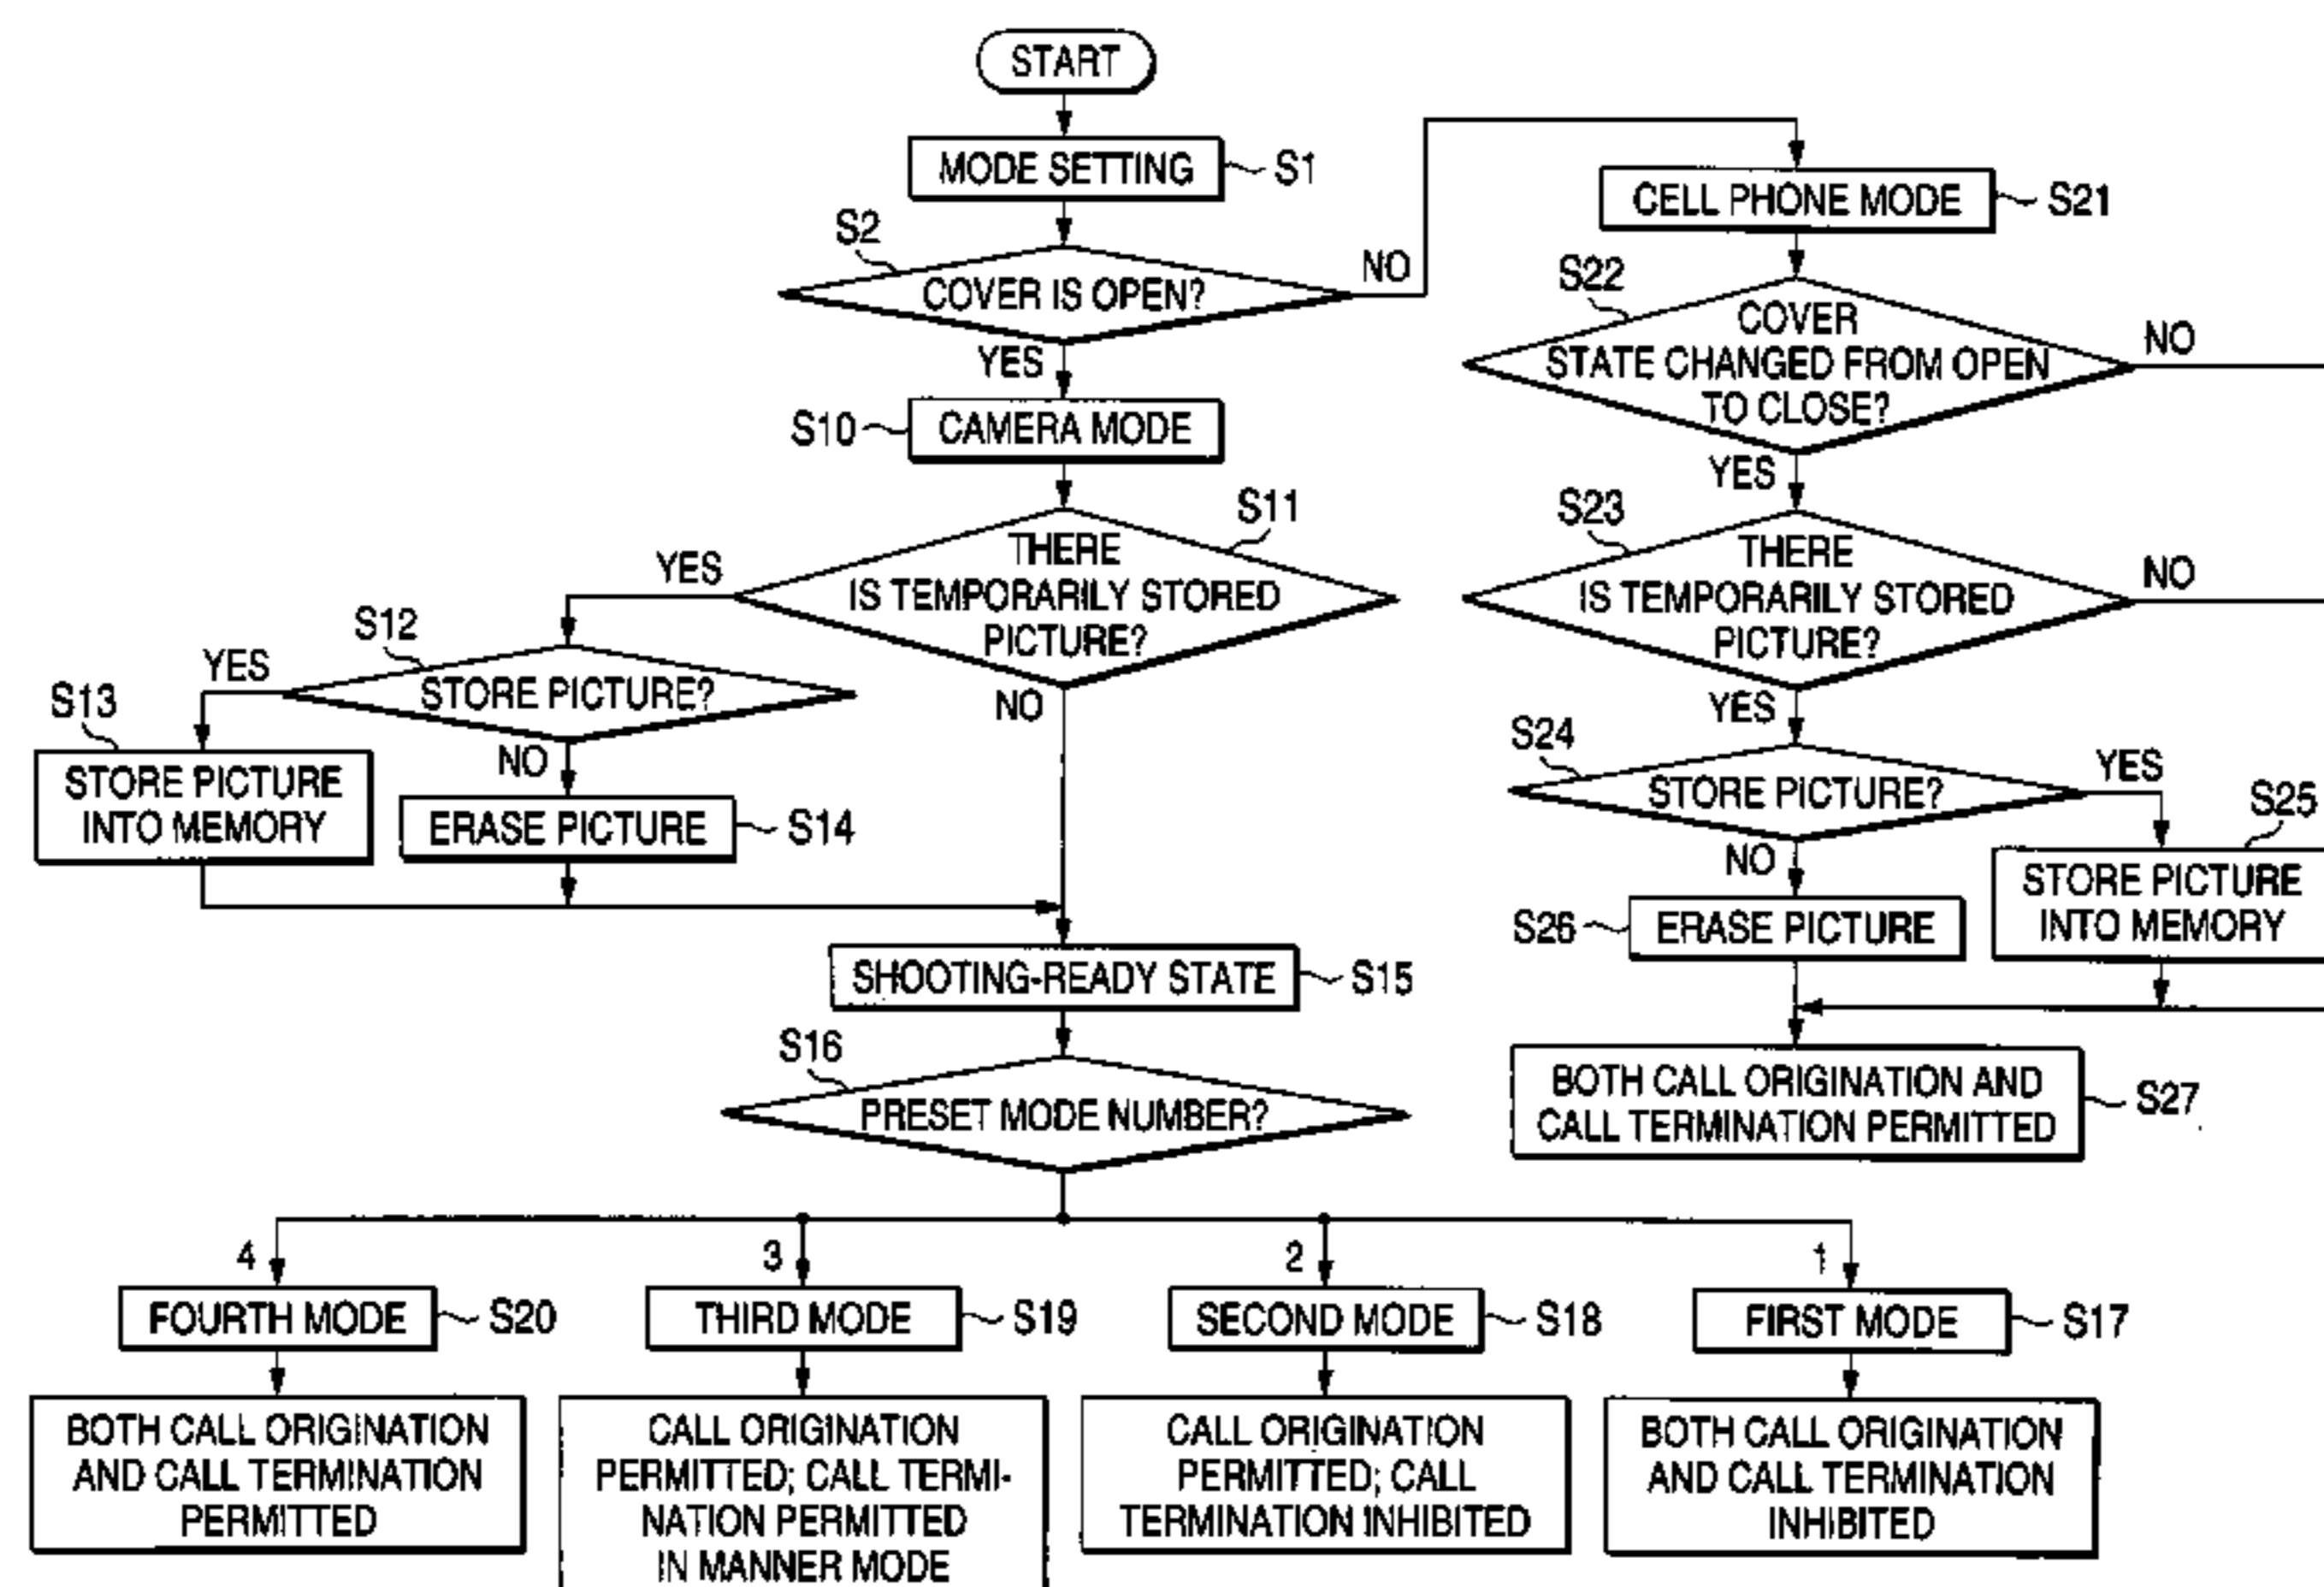 START
MODE SETTING
S1
S2
COVER IS OPEN?
NO
YES
S10
CAMERA MODE
S11
THERE
IS TEMPORARILY STORED
PICTURE?
YES
NO
S12
STORE PICTURE?
YES
NO
S13
STORE PICTURE
INTO MEMORY
ERASE PICTURE
S14
SHOOTING-READY STATE
S15
S16
PRESET MODE NUMBER?
CELL PHONE MODE
S21
S22
COVER
STATE CHANGED FROM OPEN
TO CLOSE?
NO
YES
S23
THERE
IS TEMPORARILY STORED
PICTURE?
NO
YES
S24
STORE PICTURE?
YES
NO
S25
STORE PICTURE
INTO MEMORY
S26
ERASE PICTURE
BOTH CALL ORIGINATION AND
CALL TERMINATION PERMITTED
S27
4
FOURTH MODE
S20
BOTH CALL ORIGINATION
AND CALL TERMINATION
PERMITTED
3
THIRD MODE
S19
CALL ORIGINATION
PERMITTED; CALL TERMI-
NATION PERMITTED
IN MANNER MODE
2
SECOND MODE
S18
CALL ORIGINATION
PERMITTED; CALL
TERMINATION INHIBITED
1
FIRST MODE
S17
BOTH CALL ORIGINATION
AND CALL TERMINATION
INHIBITED